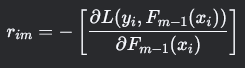 r_{im} = - \left[ \frac{\partial L(y_i, F_{m-1}(x_i))}{\partial F_{m-1}(x_i)} \right]